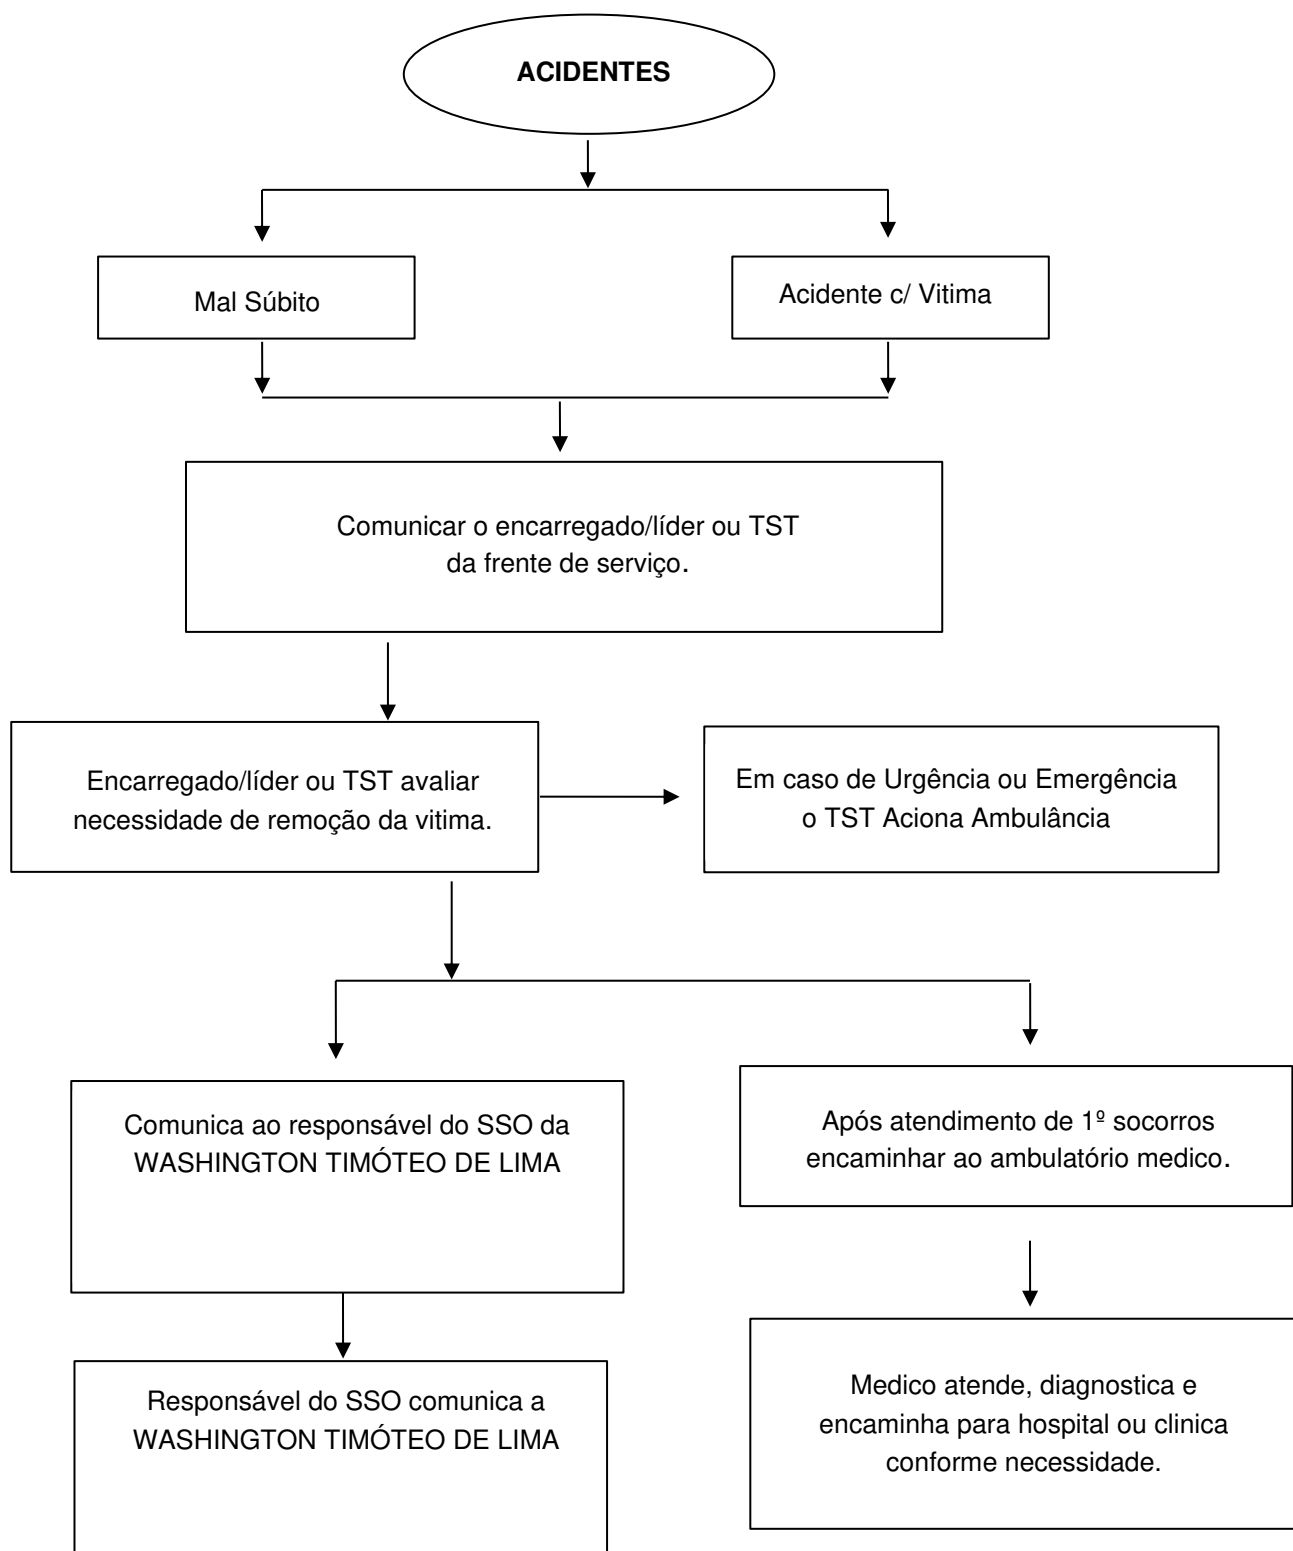 ACIDENTES
Mal Súbito
Acidente c/ Vitima
Comunicar o encarregado/líder ou TST
da frente de serviço.
Encarregado/líder ou TST avaliar
necessidade de remoção da vitima.
Em caso de Urgência ou Emergência
o TST Aciona Ambulância
Comunica ao responsável do SSO da
WASHINGTON TIMÓTEO DE LIMA
Após atendimento de 1º socorros
encaminhar ao ambulatório medico.
Responsável do SSO comunica a
WASHINGTON TIMÓTEO DE LIMA
Medico atende, diagnostica e
encaminha para hospital ou clinica
conforme necessidade.